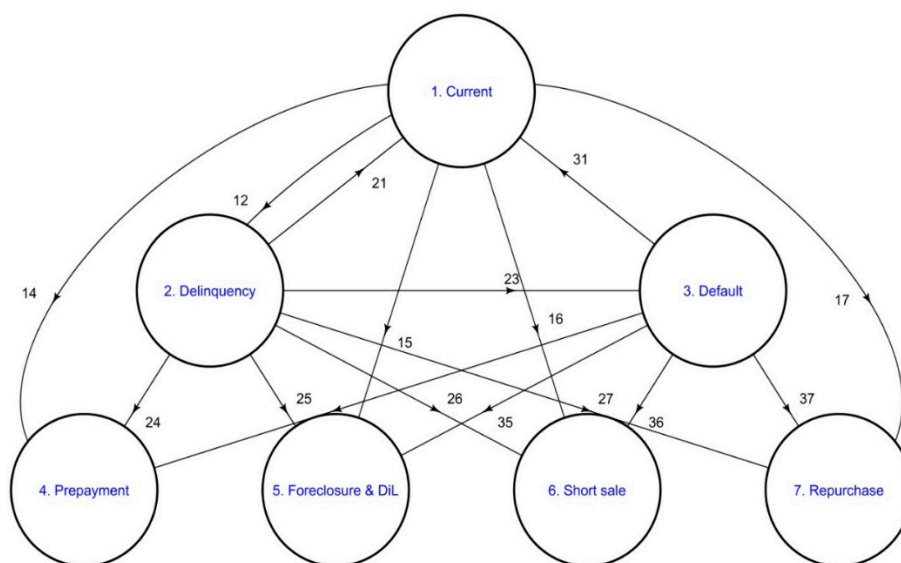 1. Current
31
21
12
14
2. Delinquency
23
3. Default
17
15
16
24
25
26
35
27
36
37
4. Prepayment
5. Foreclosure & DiL
6. Short sale
7. Repurchase